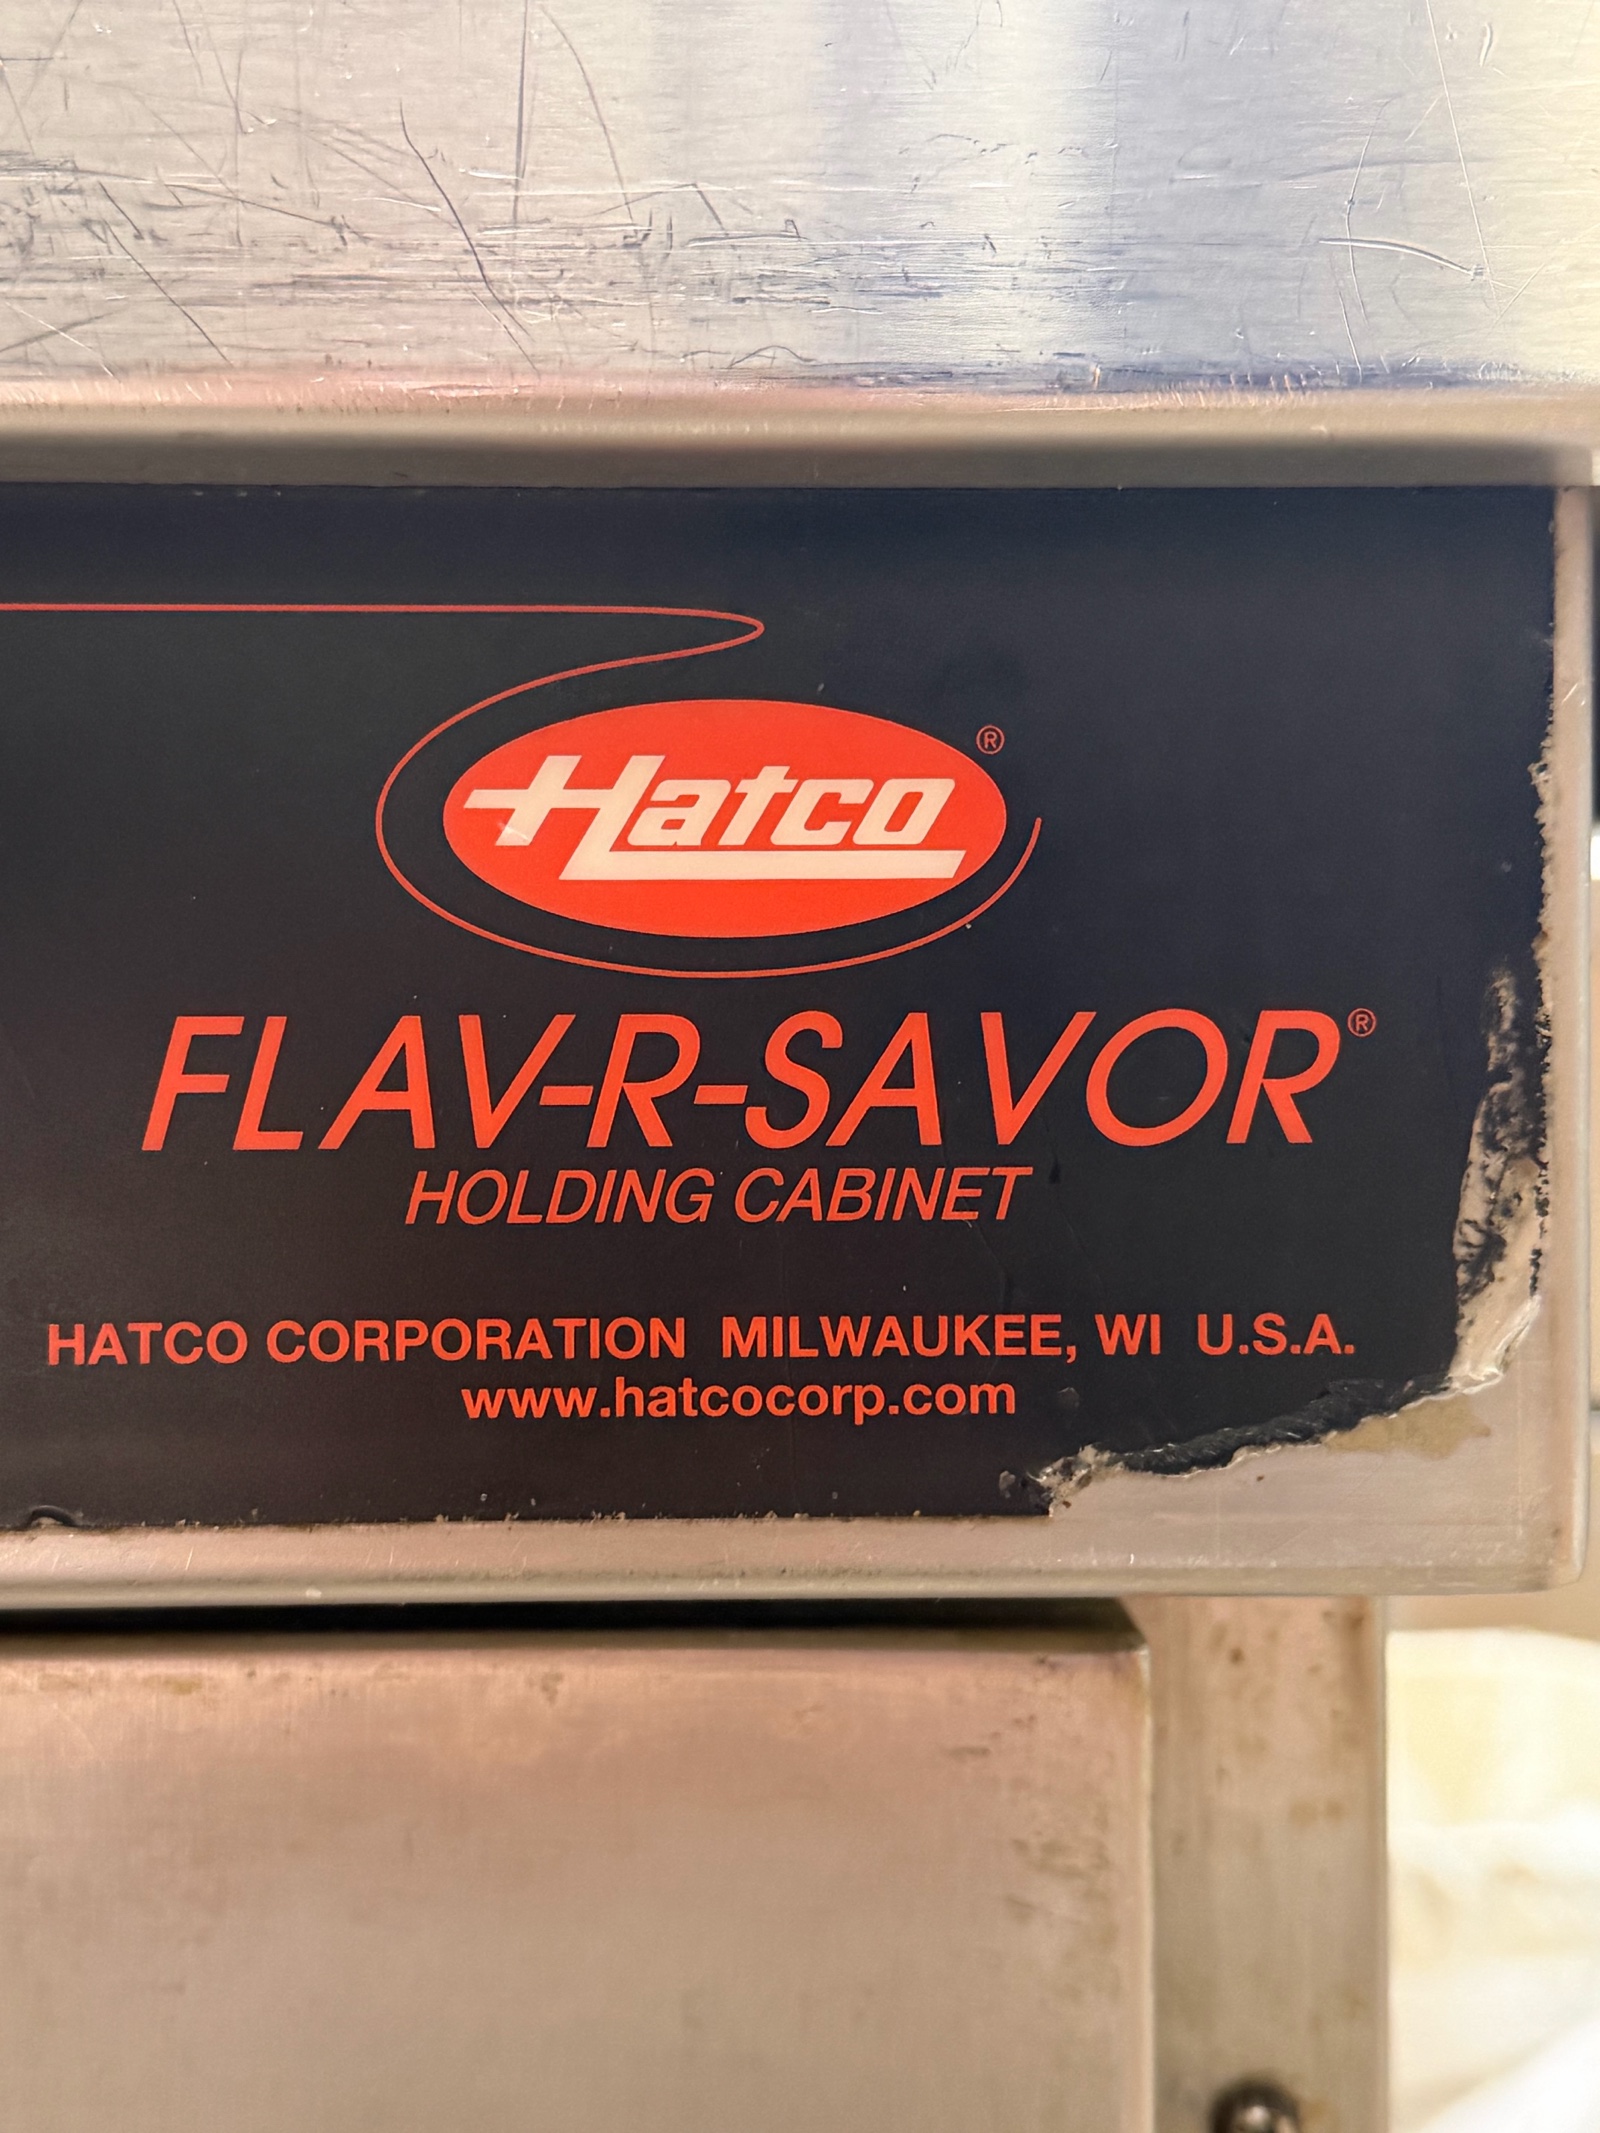 Hatco®
FLAV-R-SAVOR®
HOLDING CABINET
HATCO CORPORATION MILWAUKEE, WI U.S.A.
www.hatcocorp.com